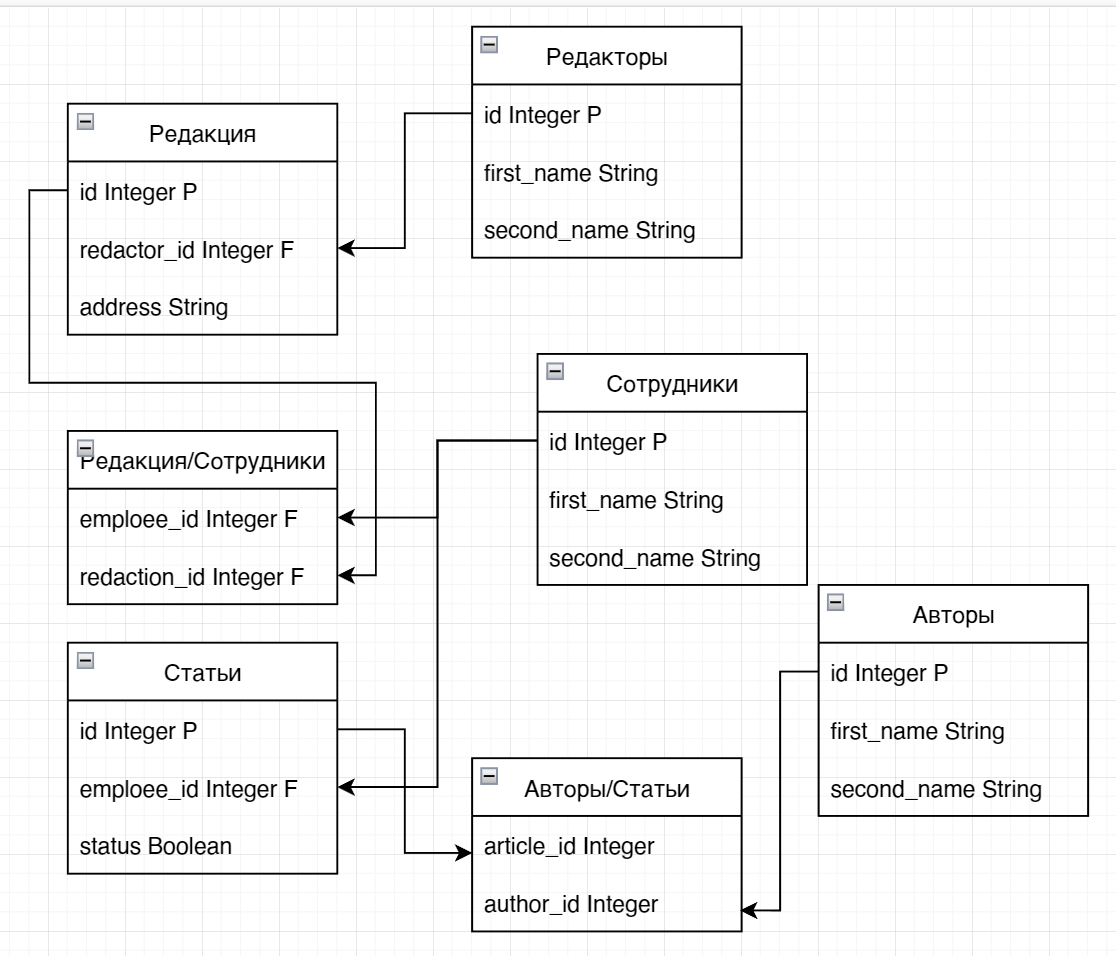 Редакторы
id Integer P
first_name String
second_name String
Редакция
id Integer P
redactor_id Integer F
address String
Сотрудники
id Integer P
first_name String
second_name String
Редакция/Сотрудники
emploee_id Integer F
redaction_id Integer F
Авторы
id Integer P
first_name String
second_name String
Статьи
id Integer P
emploee_id Integer F
status Boolean
Авторы/Статьи
article_id Integer
author_id Integer